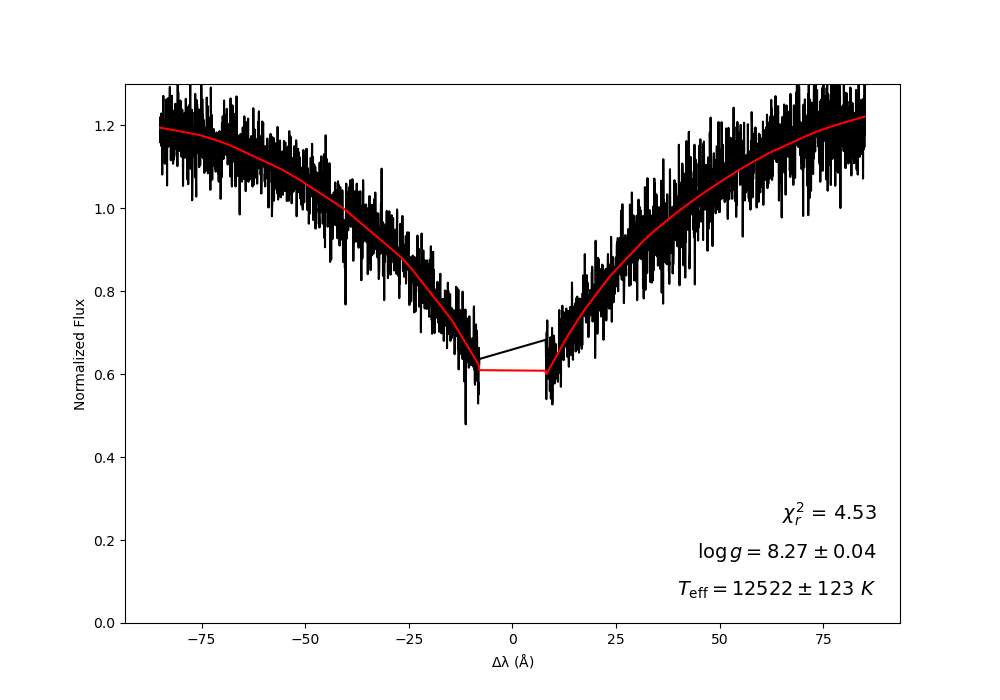 1.2
1.0
0.8
0.6
0.4
0.2
0.0
Normalized Flux
χ²ᵣ = 4.53
log g = 8.27 ± 0.04
T_eff = 12522 ± 123 K
−75 −50 −25 0 25 50 75
Δλ (Å)